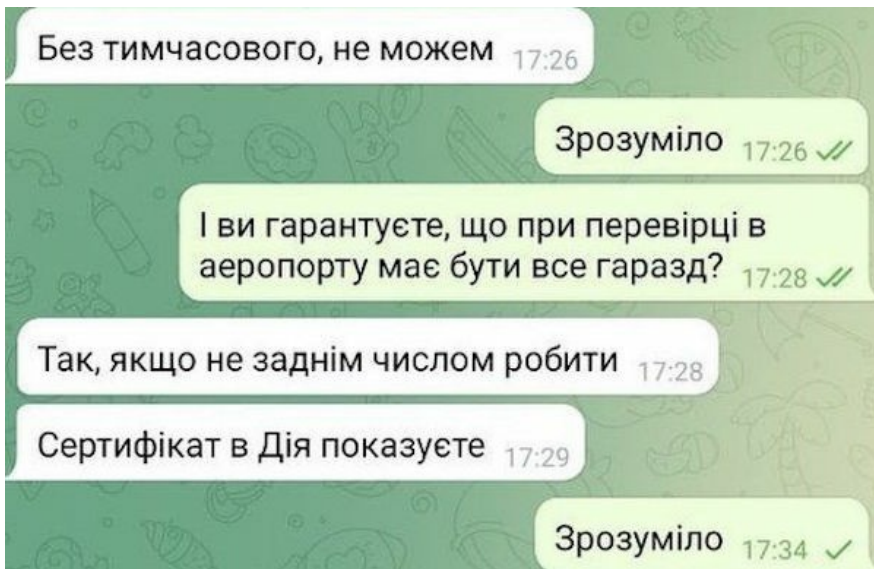 Без тимчасового, не можем 17:26
Зрозуміло 17:26
І ви гарантуєте, що при перевірці в
аеропорту має бути все гаразд? 17:28
Так, якщо не заднім числом робити 17:28
Сертифікат в Дія показуєте 17:29
Зрозуміло 17:34